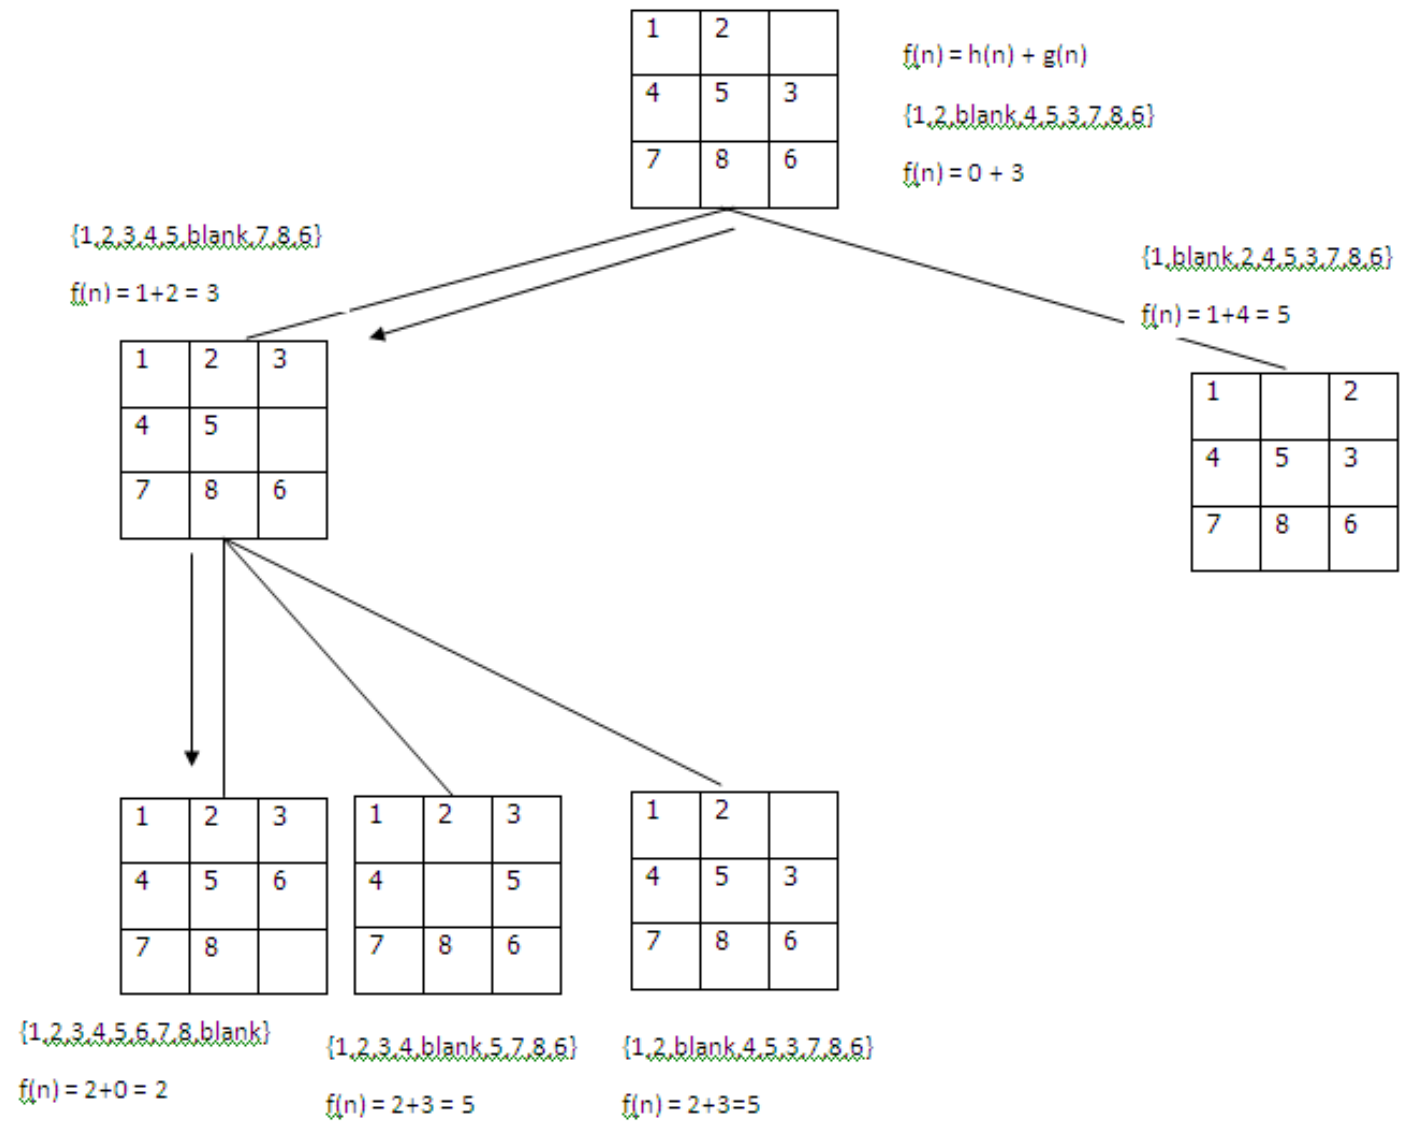 1 2
4 5 3
7 8 6
f(n) = h(n) + g(n)
{1,2,blank,4,5,3,7,8,6}
f(n) = 0 + 3
{1,2,3,4,5,blank,7,8,6}
f(n) = 1+2 = 3
1 2 3
4 5
7 8 6
{1,blank,2,4,5,3,7,8,6}
f(n) = 1+4 = 5
1 2
4 5 3
7 8 6
1 2 3
4 5 6
7 8
{1,2,3,4,5,6,7,8,blank}
f(n) = 2+0 = 2
1 2 3
4 5
7 8 6
{1,2,3,4,blank,5,7,8,6}
f(n) = 2+3 = 5
1 2
4 5 3
7 8 6
{1,2,blank,4,5,3,7,8,6}
f(n) = 2+3=5